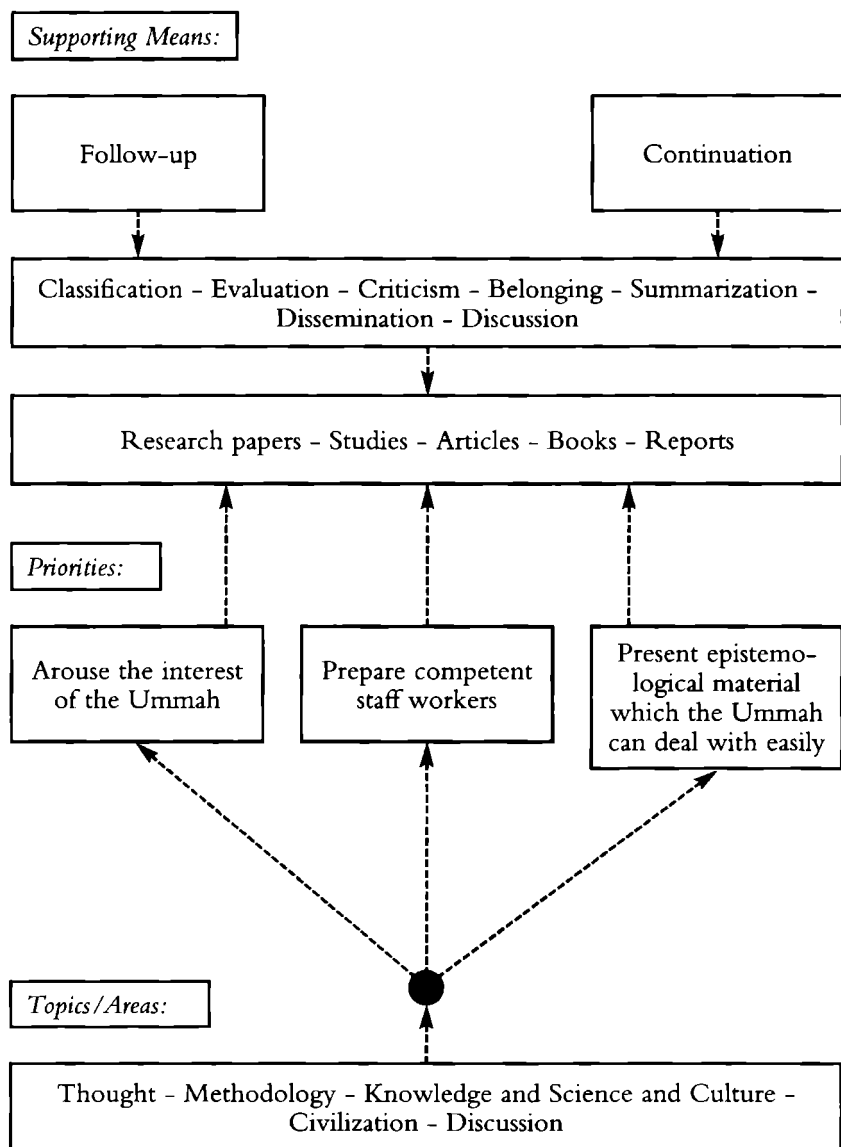 Supporting Means:
Follow-up
Continuation
Classification - Evaluation - Criticism - Belonging - Summarization -
Dissemination - Discussion
Research papers - Studies - Articles - Books - Reports
Priorities:
Arouse the interest
of the Ummah
Prepare competent
staff workers
Present epistemo-
logical material
which the Ummah
can deal with easily
Topics/Areas:
Thought - Methodology - Knowledge and Science and Culture -
Civilization - Discussion